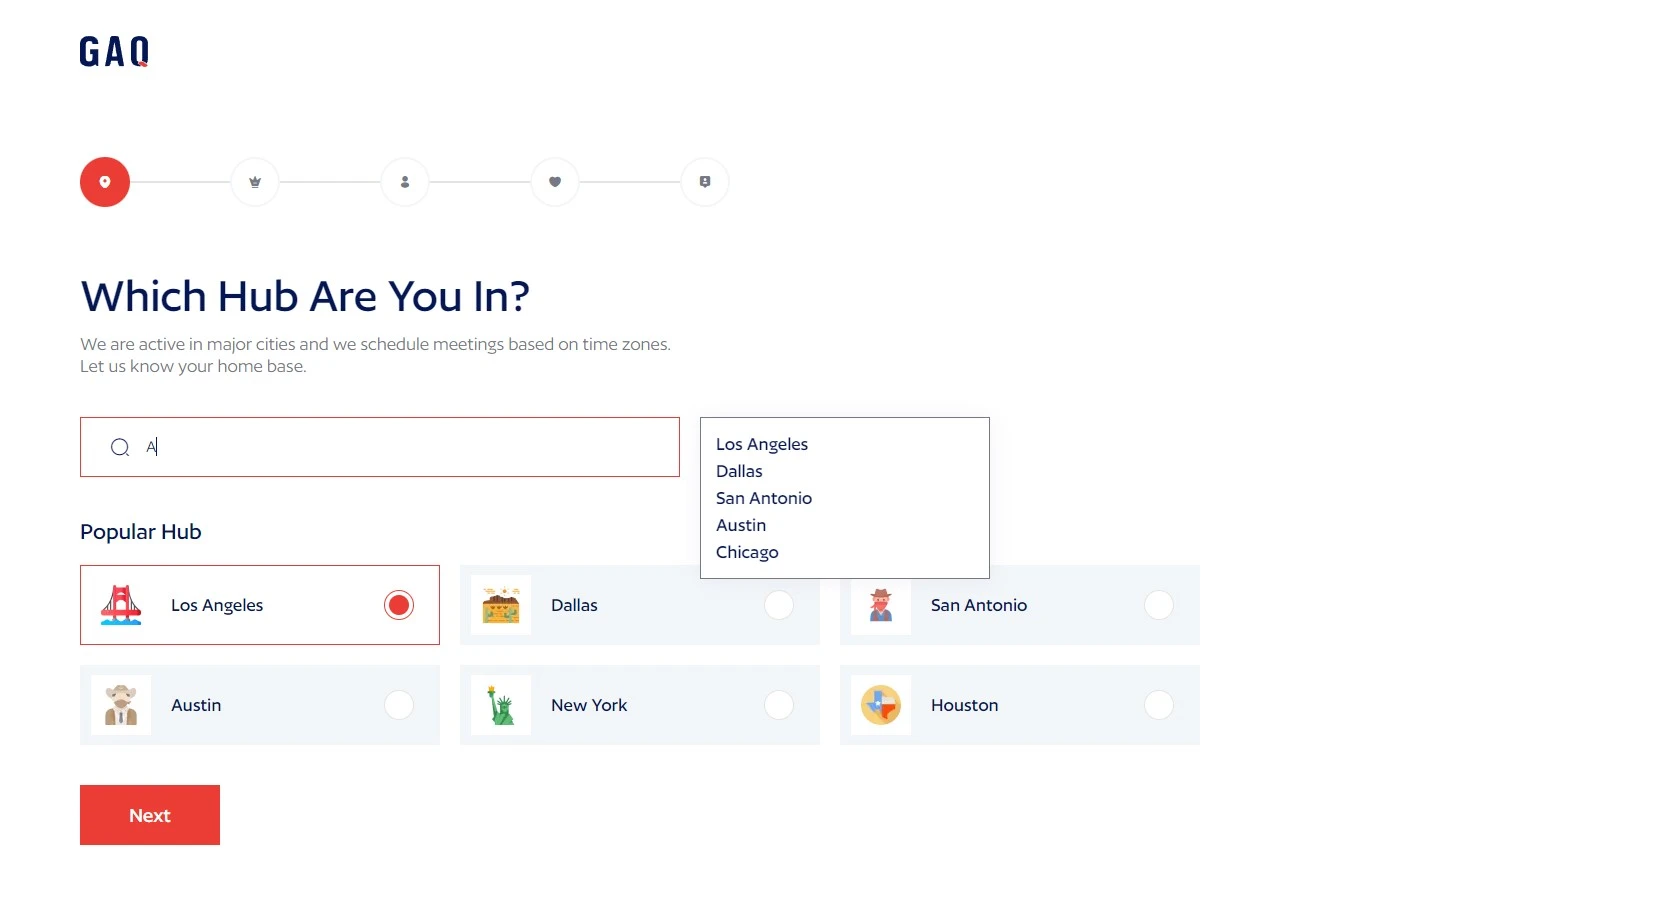 GAQ
Which Hub Are You In?
We are active in major cities and we schedule meetings based on time zones.
Let us know your home base.
A
Los Angeles
Dallas
San Antonio
Austin
Chicago
Popular Hub
Los Angeles
Dallas
San Antonio
Austin
New York
Houston
Next